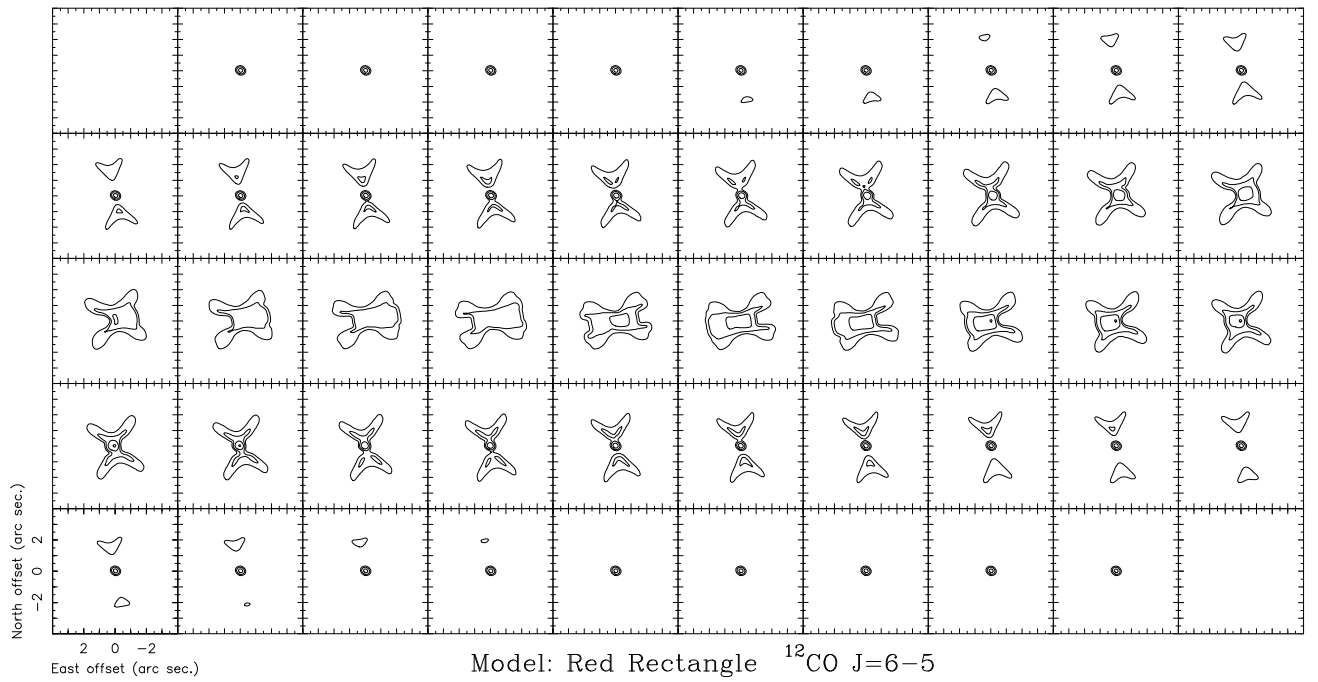 North offset (arc sec.)
2
0
−2
2 0 −2
East offset (arc sec.)
Model: Red Rectangle ¹²CO J=6−5